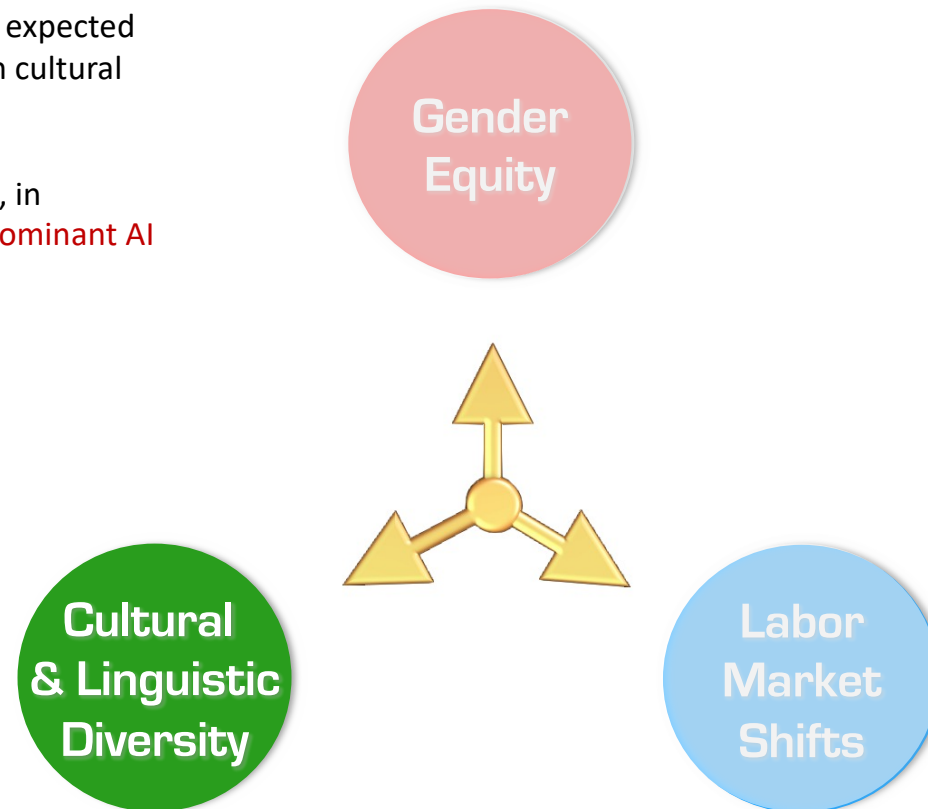 expected
cultural
, in
ominant AI
Gender
Equity
Cultural
& Linguistic
Diversity
Labor
Market
Shifts